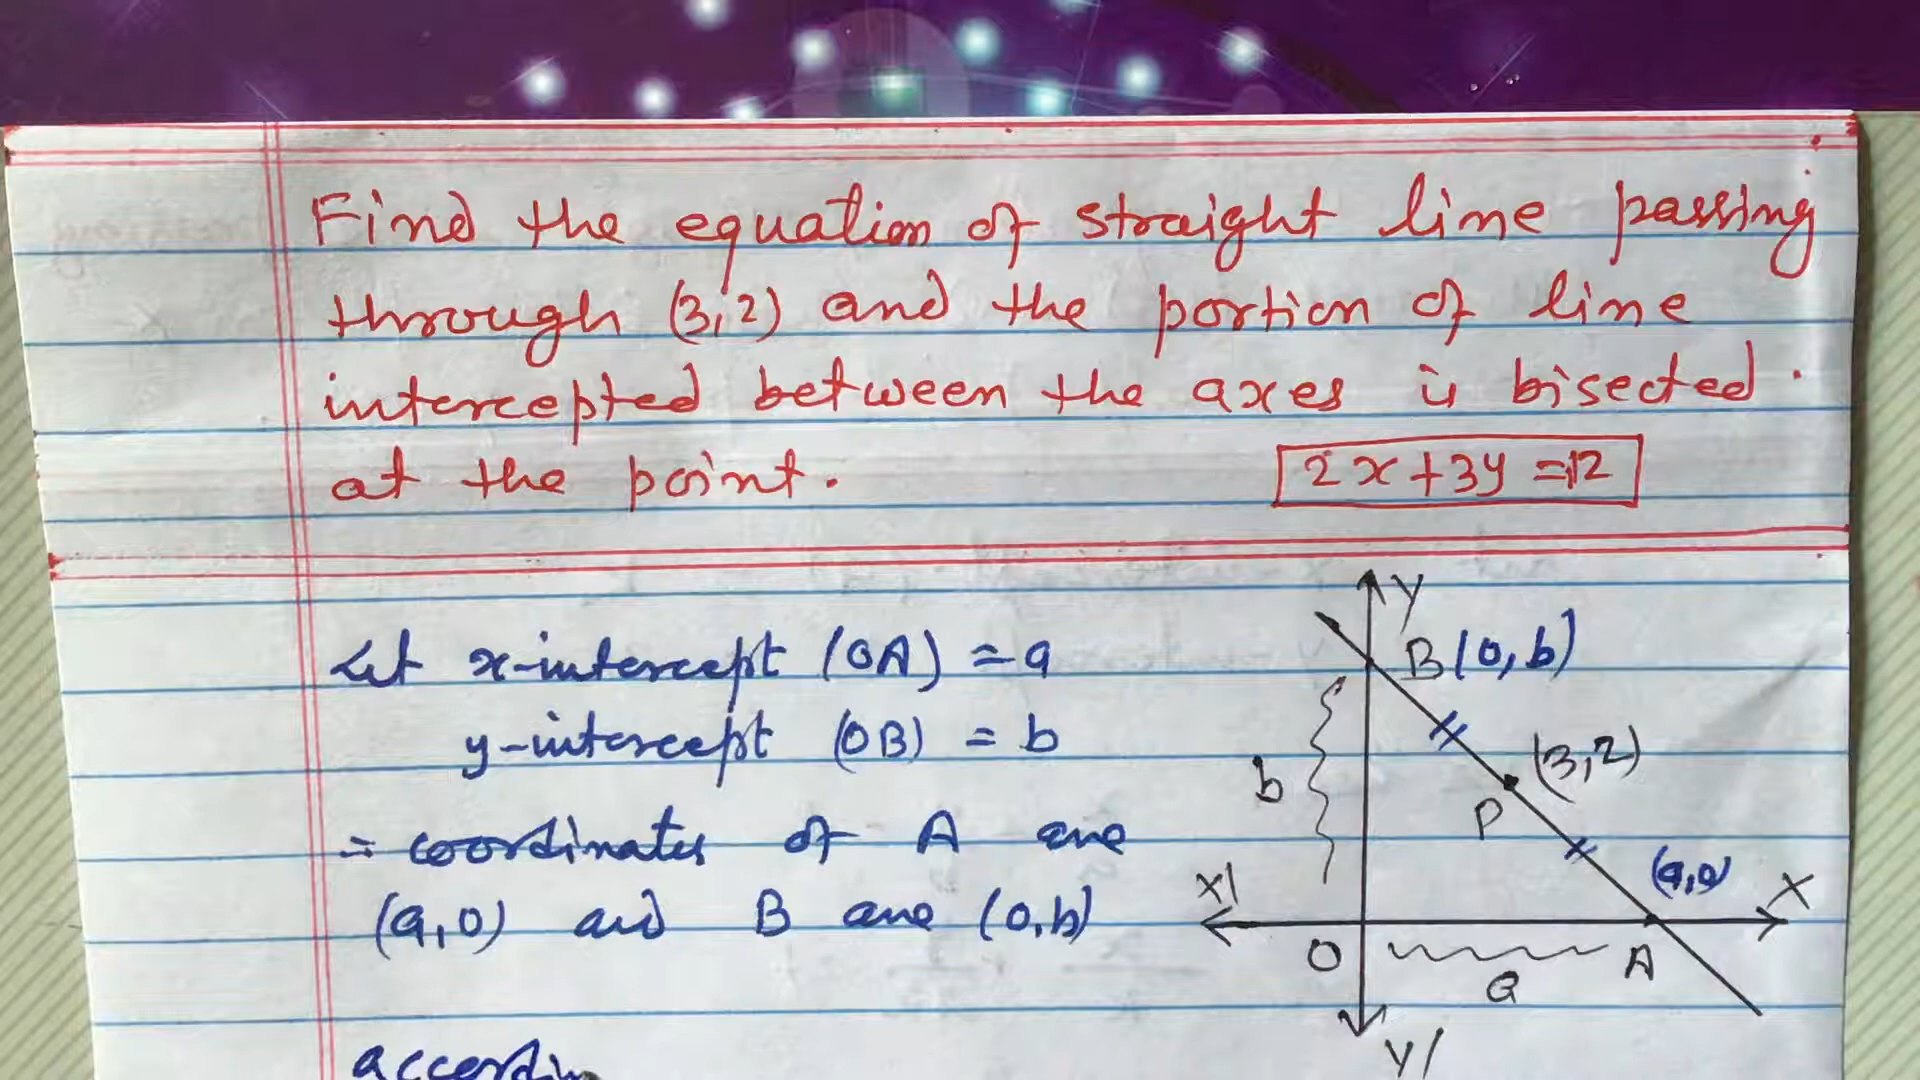 Find the equation of straight line passing
through (3,2) and the portion of line
intercepted between the axes is bisected
at the point.
2x+3y=12
Let x-intercept (OA) = a
y-intercept (OB) = b
= coordinates of A are
(a,0) and B are (0,b)
Y
B(0,b)
(3,2)
b
P
(a,0)
X'
X
O
A
a
Y'